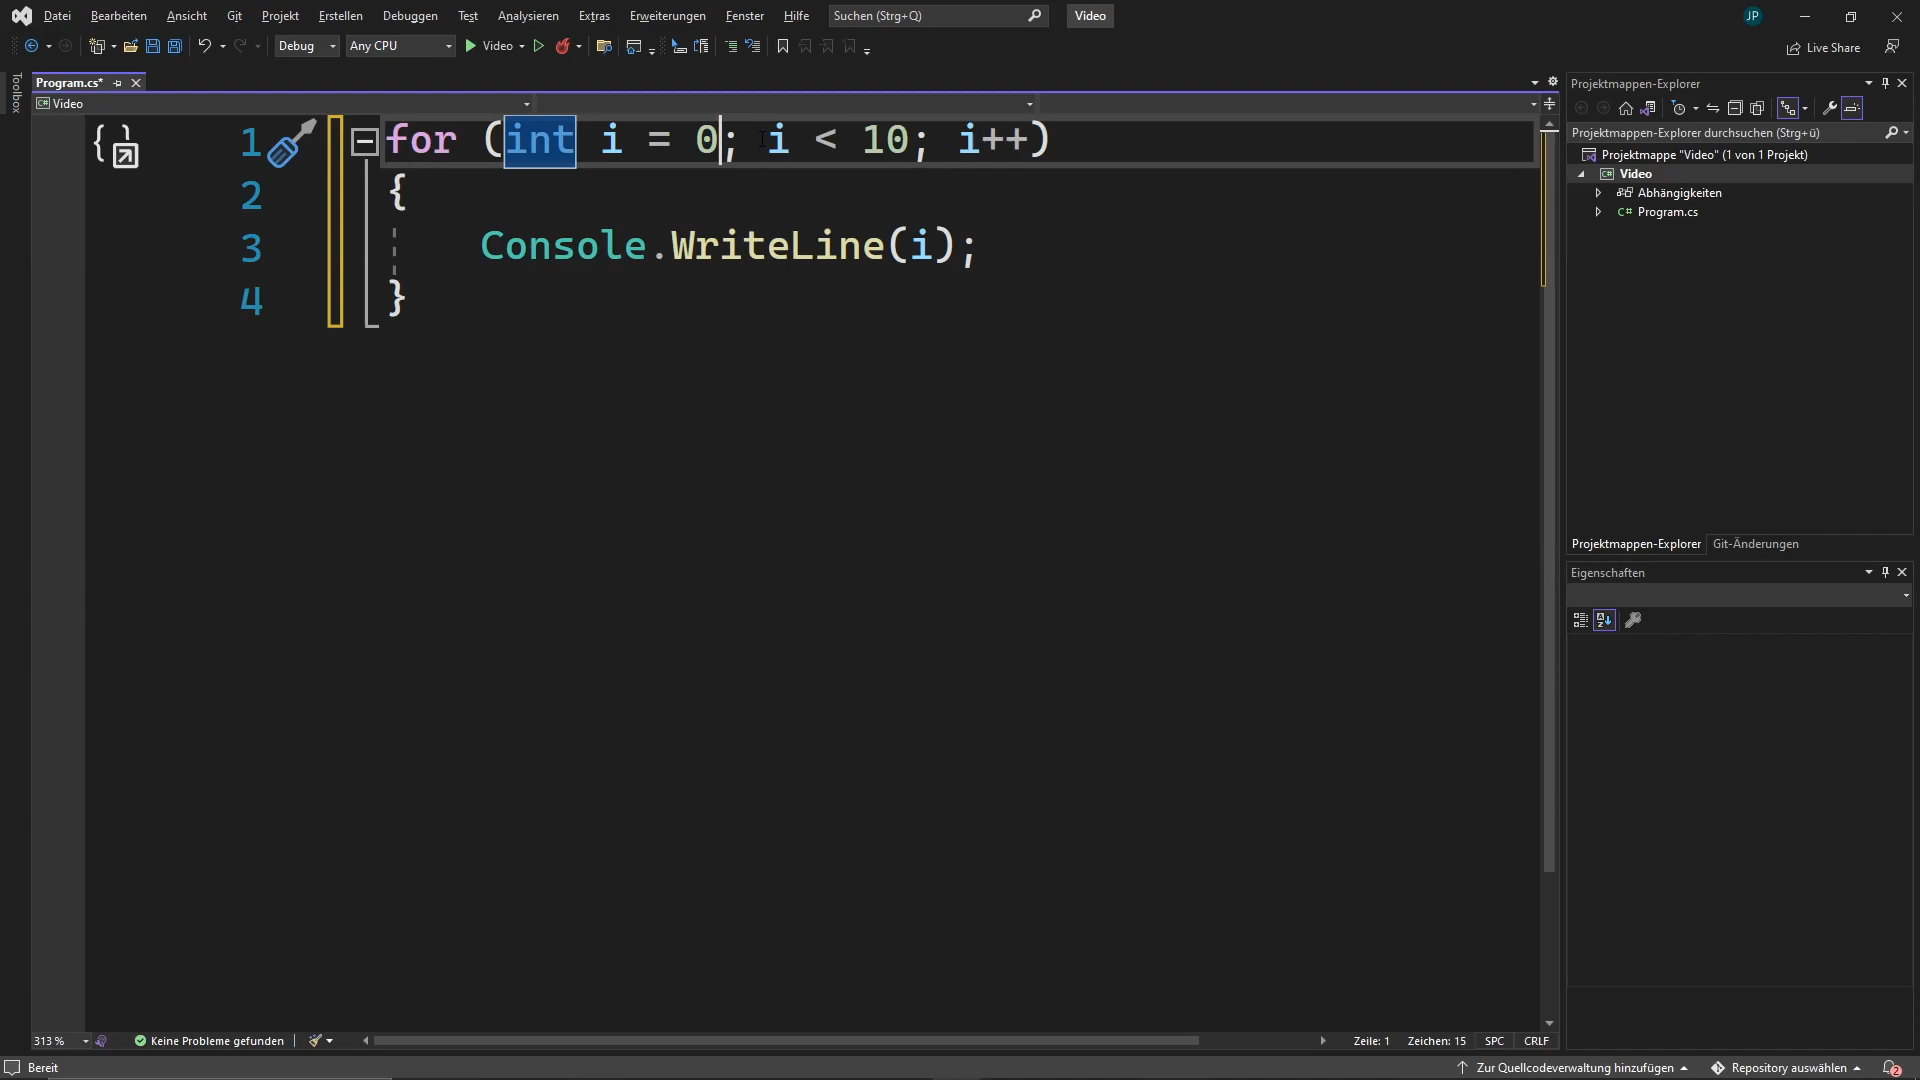 Datei Bearbeiten Ansicht Git Projekt Erstellen Debuggen Test Analysieren Extras Erweiterungen Fenster Hilfe Suchen (Strg+Q) Video JP
Debug Any CPU Video Live Share
Toolbox
Program.cs*
C# Video
1 for (int i = 0; i < 10; i++)
2 {
3 Console.WriteLine(i);
4 }
Projektmappen-Explorer
Projektmappen-Explorer durchsuchen (Strg+ü)
Projektmappe "Video" (1 von 1 Projekt)
C# Video
Abhängigkeiten
C# Program.cs
Projektmappen-Explorer Git-Änderungen
Eigenschaften
313 % Keine Probleme gefunden Zeile: 1 Zeichen: 15 SPC CRLF
Bereit Zur Quellcodeverwaltung hinzufügen Repository auswählen 2